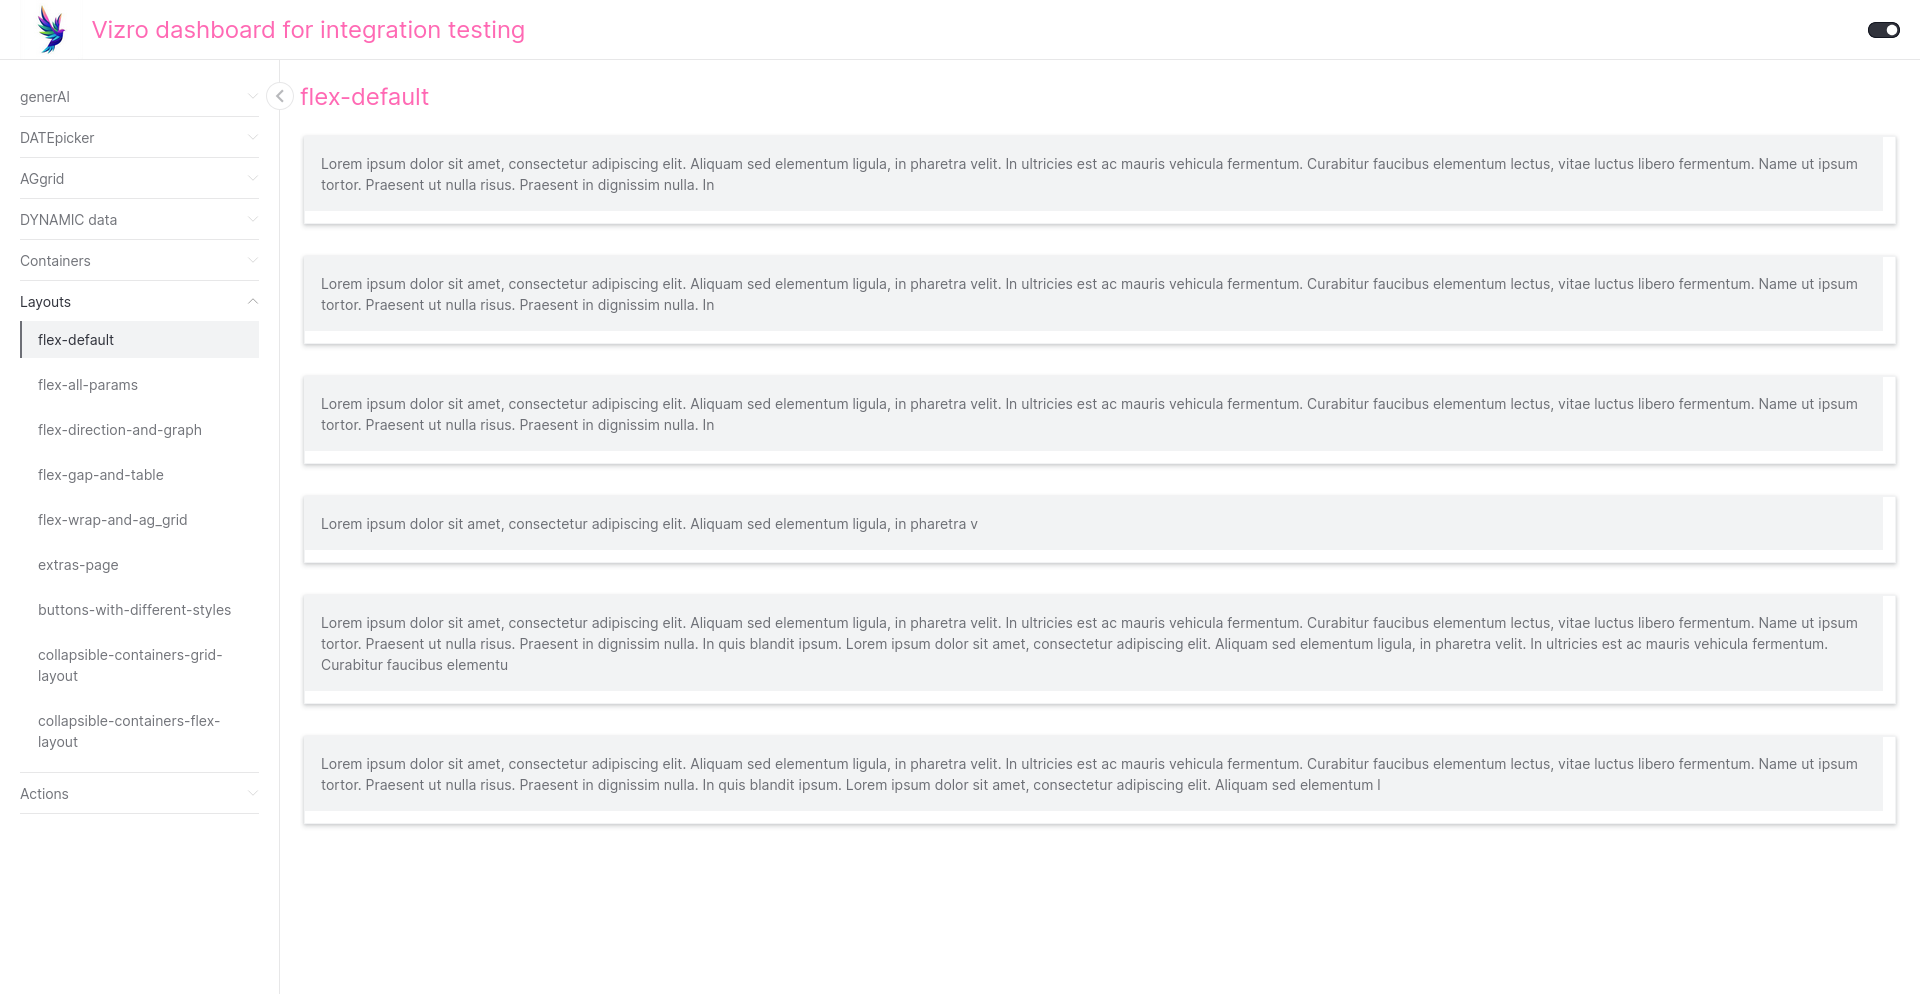 Vizro dashboard for integration testing
generAI
DATEpicker
AGgrid
DYNAMIC data
Containers
Layouts
flex-default
flex-all-params
flex-direction-and-graph
flex-gap-and-table
flex-wrap-and-ag_grid
extras-page
buttons-with-different-styles
collapsible-containers-grid-
layout
collapsible-containers-flex-
layout
Actions
flex-default
Lorem ipsum dolor sit amet, consectetur adipiscing elit. Aliquam sed elementum ligula, in pharetra velit. In ultricies est ac mauris vehicula fermentum. Curabitur faucibus elementum lectus, vitae luctus libero fermentum. Name ut ipsum
tortor. Praesent ut nulla risus. Praesent in dignissim nulla. In
Lorem ipsum dolor sit amet, consectetur adipiscing elit. Aliquam sed elementum ligula, in pharetra velit. In ultricies est ac mauris vehicula fermentum. Curabitur faucibus elementum lectus, vitae luctus libero fermentum. Name ut ipsum
tortor. Praesent ut nulla risus. Praesent in dignissim nulla. In
Lorem ipsum dolor sit amet, consectetur adipiscing elit. Aliquam sed elementum ligula, in pharetra velit. In ultricies est ac mauris vehicula fermentum. Curabitur faucibus elementum lectus, vitae luctus libero fermentum. Name ut ipsum
tortor. Praesent ut nulla risus. Praesent in dignissim nulla. In
Lorem ipsum dolor sit amet, consectetur adipiscing elit. Aliquam sed elementum ligula, in pharetra v
Lorem ipsum dolor sit amet, consectetur adipiscing elit. Aliquam sed elementum ligula, in pharetra velit. In ultricies est ac mauris vehicula fermentum. Curabitur faucibus elementum lectus, vitae luctus libero fermentum. Name ut ipsum
tortor. Praesent ut nulla risus. Praesent in dignissim nulla. In quis blandit ipsum. Lorem ipsum dolor sit amet, consectetur adipiscing elit. Aliquam sed elementum ligula, in pharetra velit. In ultricies est ac mauris vehicula fermentum.
Curabitur faucibus elementu
Lorem ipsum dolor sit amet, consectetur adipiscing elit. Aliquam sed elementum ligula, in pharetra velit. In ultricies est ac mauris vehicula fermentum. Curabitur faucibus elementum lectus, vitae luctus libero fermentum. Name ut ipsum
tortor. Praesent ut nulla risus. Praesent in dignissim nulla. In quis blandit ipsum. Lorem ipsum dolor sit amet, consectetur adipiscing elit. Aliquam sed elementum l